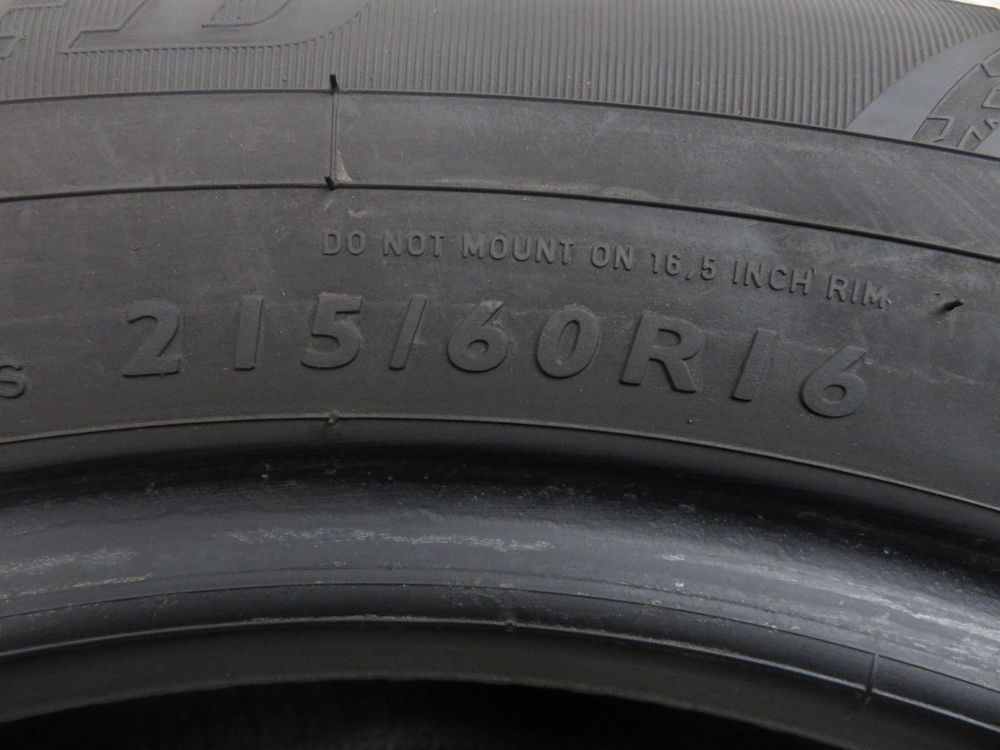 DO NOT MOUNT ON 16,5 INCH RIM
S 215/60R16